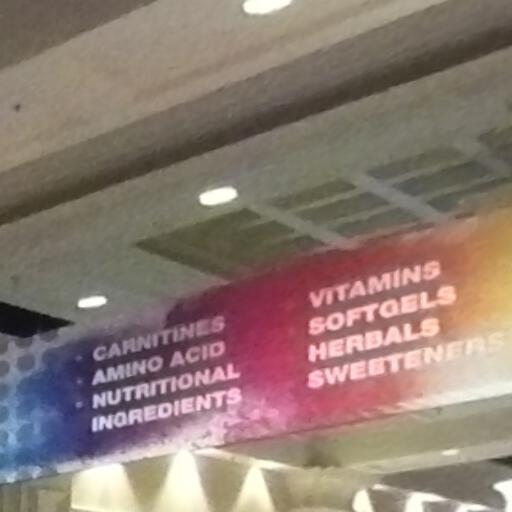 CARNITINES
AMINO ACID
NUTRITIONAL
INGREDIENTS
VITAMINS
SOFTGELS
HERBALS
SWEETENERS